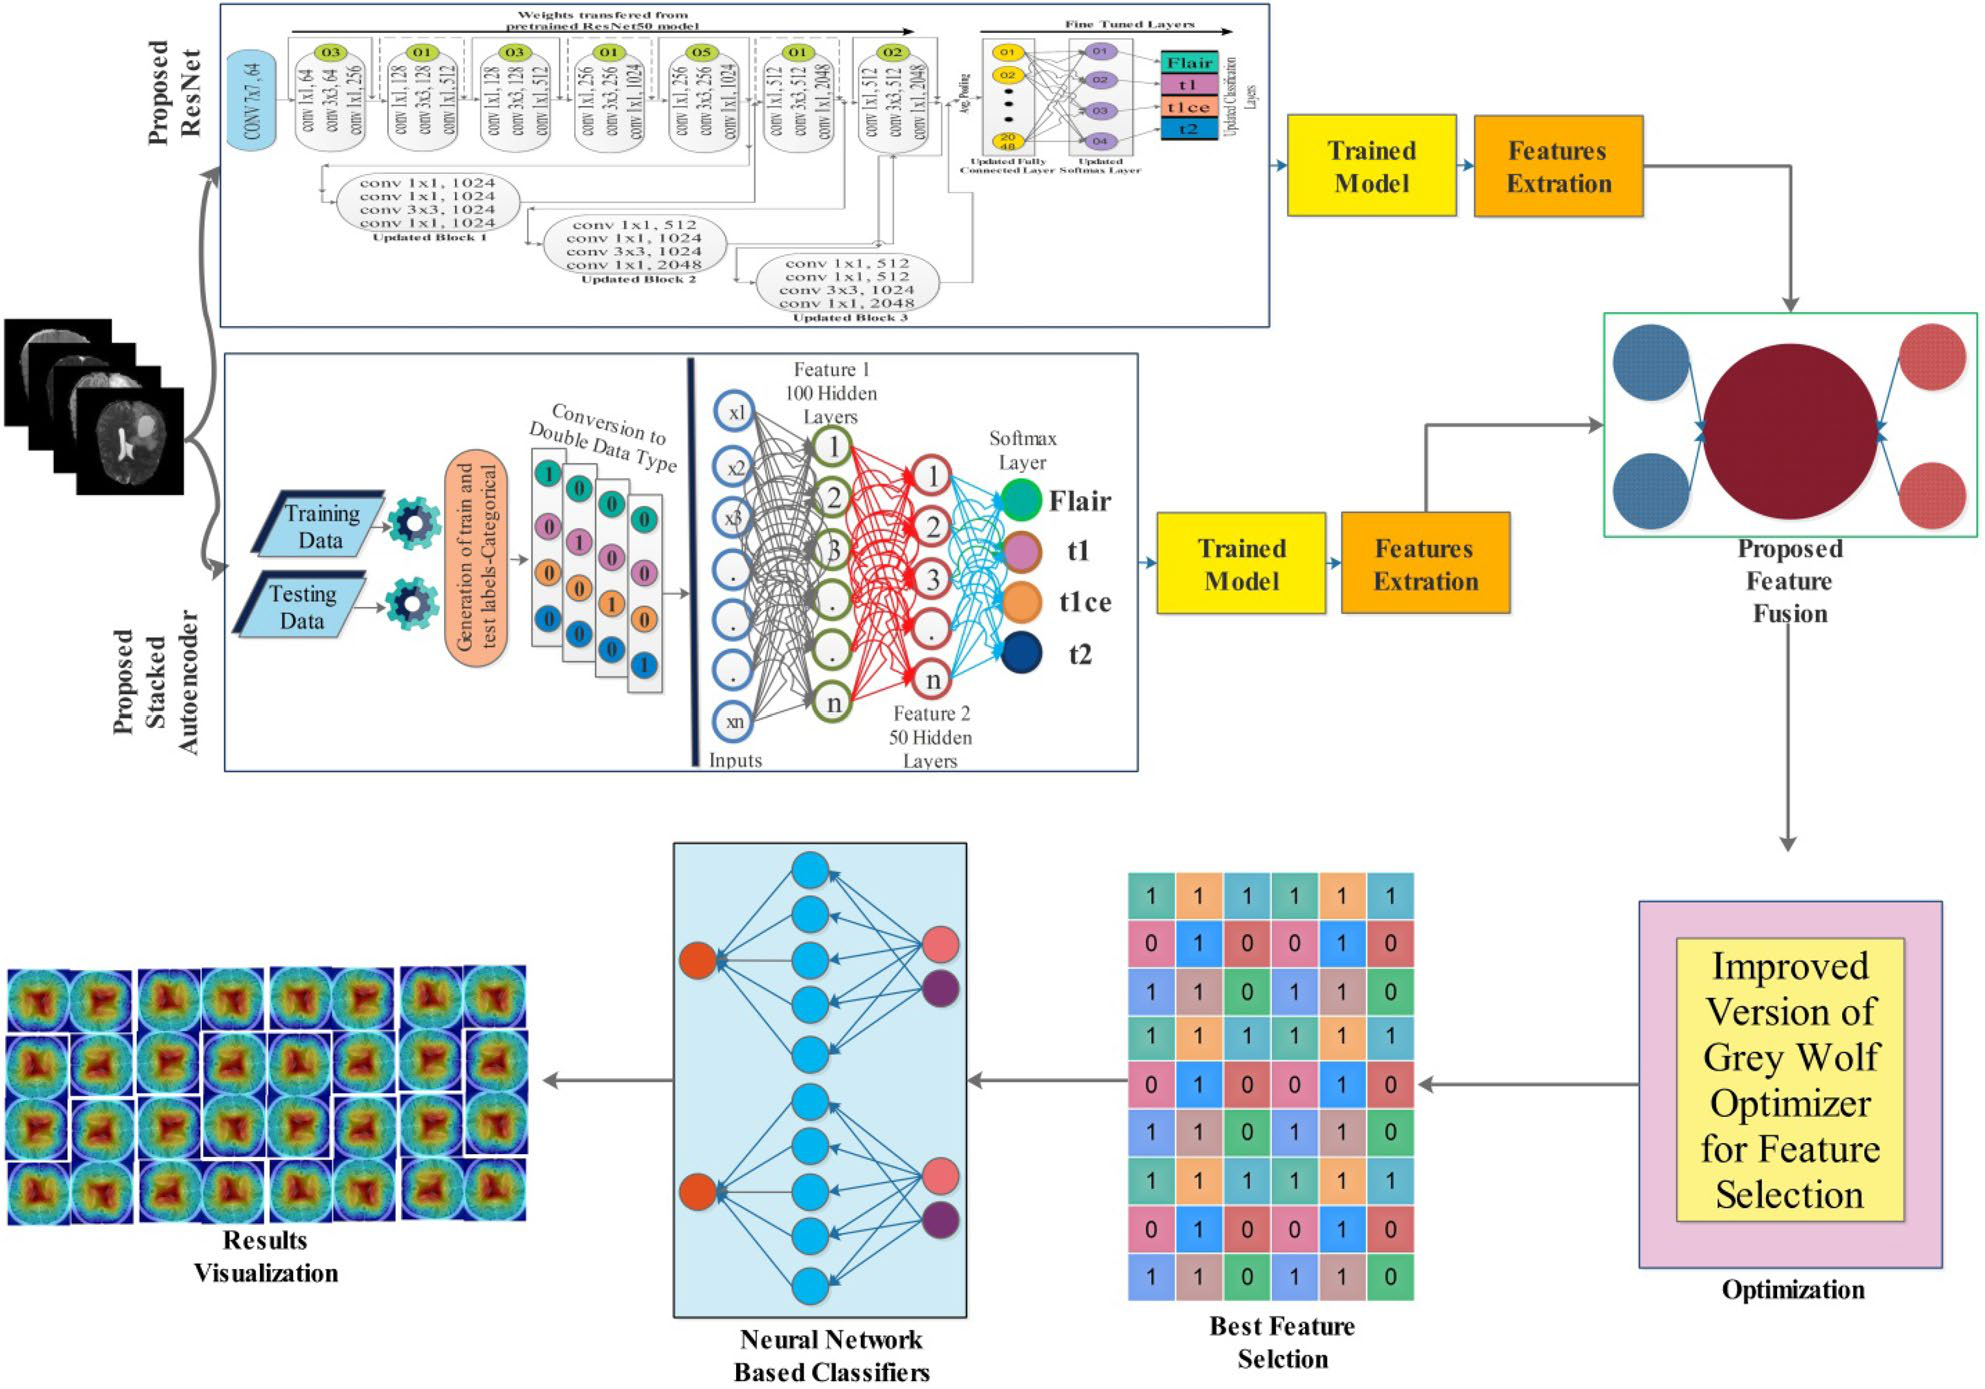 Proposed
ResNet
Weights transfered from
pretrained ResNet50 model
Fine Tuned Layers
CONV 7x7, 64
03
conv 1x1, 64
conv 3x3, 64
conv 1x1, 256
01
conv 1x1, 128
conv 3x3, 128
conv 1x1, 512
03
conv 1x1, 128
conv 3x3, 128
conv 1x1, 512
01
conv 1x1, 256
conv 3x3, 256
conv 1x1, 1024
05
conv 1x1, 256
conv 3x3, 256
conv 1x1, 1024
01
conv 1x1, 512
conv 3x3, 512
conv 1x1, 2048
02
conv 1x1, 512
conv 3x3, 512
conv 1x1, 2048
Avg. Pooling
01
02
20
48
Updated Fully
Connected Layer
01
02
03
04
Updated
Softmax Layer
Flair
t1
t1ce
t2
Updated Classification
Layers
conv 1x1, 1024
conv 1x1, 1024
conv 3x3, 1024
conv 1x1, 1024
Updated Block 1
conv 1x1, 512
conv 1x1, 1024
conv 3x3, 1024
conv 1x1, 2048
Updated Block 2
conv 1x1, 512
conv 1x1, 512
conv 3x3, 1024
conv 1x1, 2048
Updated Block 3
Trained
Model
Features
Extration
Proposed
Stacked
Autoencoder
Training
Data
Testing
Data
Generation of train and
test labels-Categorical
Conversion to
Double Data Type
1
0
0
0
0
1
0
0
0
0
1
0
0
0
0
1
x1
x2
x3
.
.
.
xn
Inputs
Feature 1
100 Hidden
Layers
1
2
3
.
.
n
1
2
3
.
n
Feature 2
50 Hidden
Layers
Softmax
Layer
Flair
t1
t1ce
t2
Trained
Model
Features
Extration
Proposed
Feature
Fusion
Improved
Version of
Grey Wolf
Optimizer
for Feature
Selection
Optimization
1 1 1 1 1 1
0 1 0 0 1 0
1 1 0 1 1 0
1 1 1 1 1 1
0 1 0 0 1 0
1 1 0 1 1 0
1 1 1 1 1 1
0 1 0 0 1 0
1 1 0 1 1 0
Best Feature
Selction
Neural Network
Based Classifiers
Results
Visualization